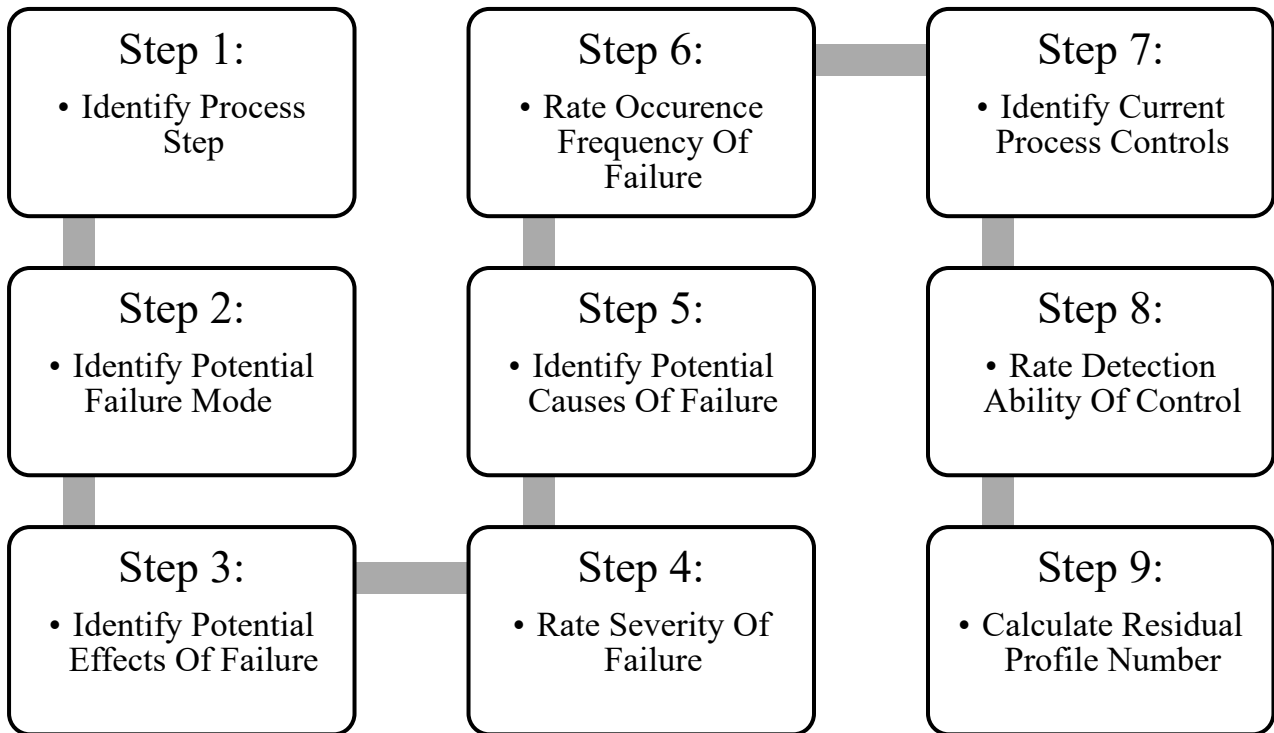 Step 1:
• Identify Process
Step
Step 2:
• Identify Potential
Failure Mode
Step 3:
• Identify Potential
Effects Of Failure
Step 4:
• Rate Severity Of
Failure
Step 5:
• Identify Potential
Causes Of Failure
Step 6:
• Rate Occurence
Frequency Of
Failure
Step 7:
• Identify Current
Process Controls
Step 8:
• Rate Detection
Ability Of Control
Step 9:
• Calculate Residual
Profile Number